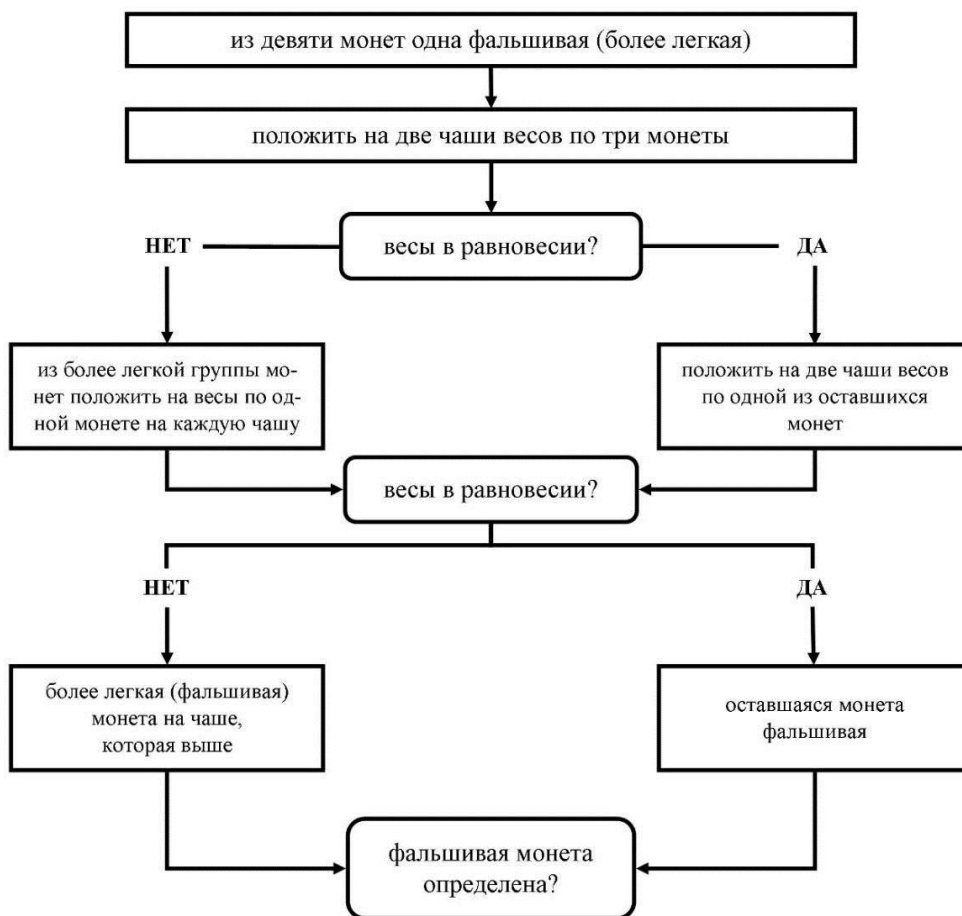 из девяти монет одна фальшивая (более легкая)
положить на две чаши весов по три монеты
весы в равновесии?
НЕТ
ДА
из более легкой группы мо-
нет положить на весы по од-
ной монете на каждую чашу
положить на две чаши весов
по одной из оставшихся
монет
весы в равновесии?
НЕТ
ДА
более легкая (фальшивая)
монета на чаше,
которая выше
оставшаяся монета
фальшивая
фальшивая монета
определена?